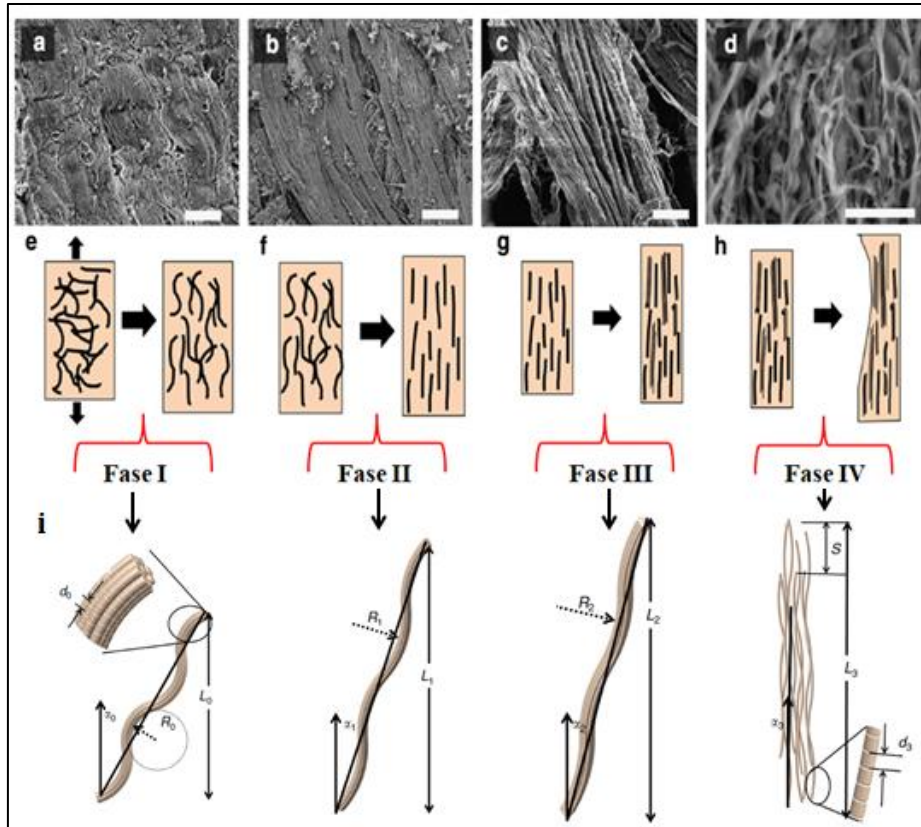 a b c d
e f g h
Fase I Fase II Fase III Fase IV
i
d₀ α₀ R₀ L₀
R₁ α₁ L₁
R₂ α₂ L₂
S α₃ L₃ d₃